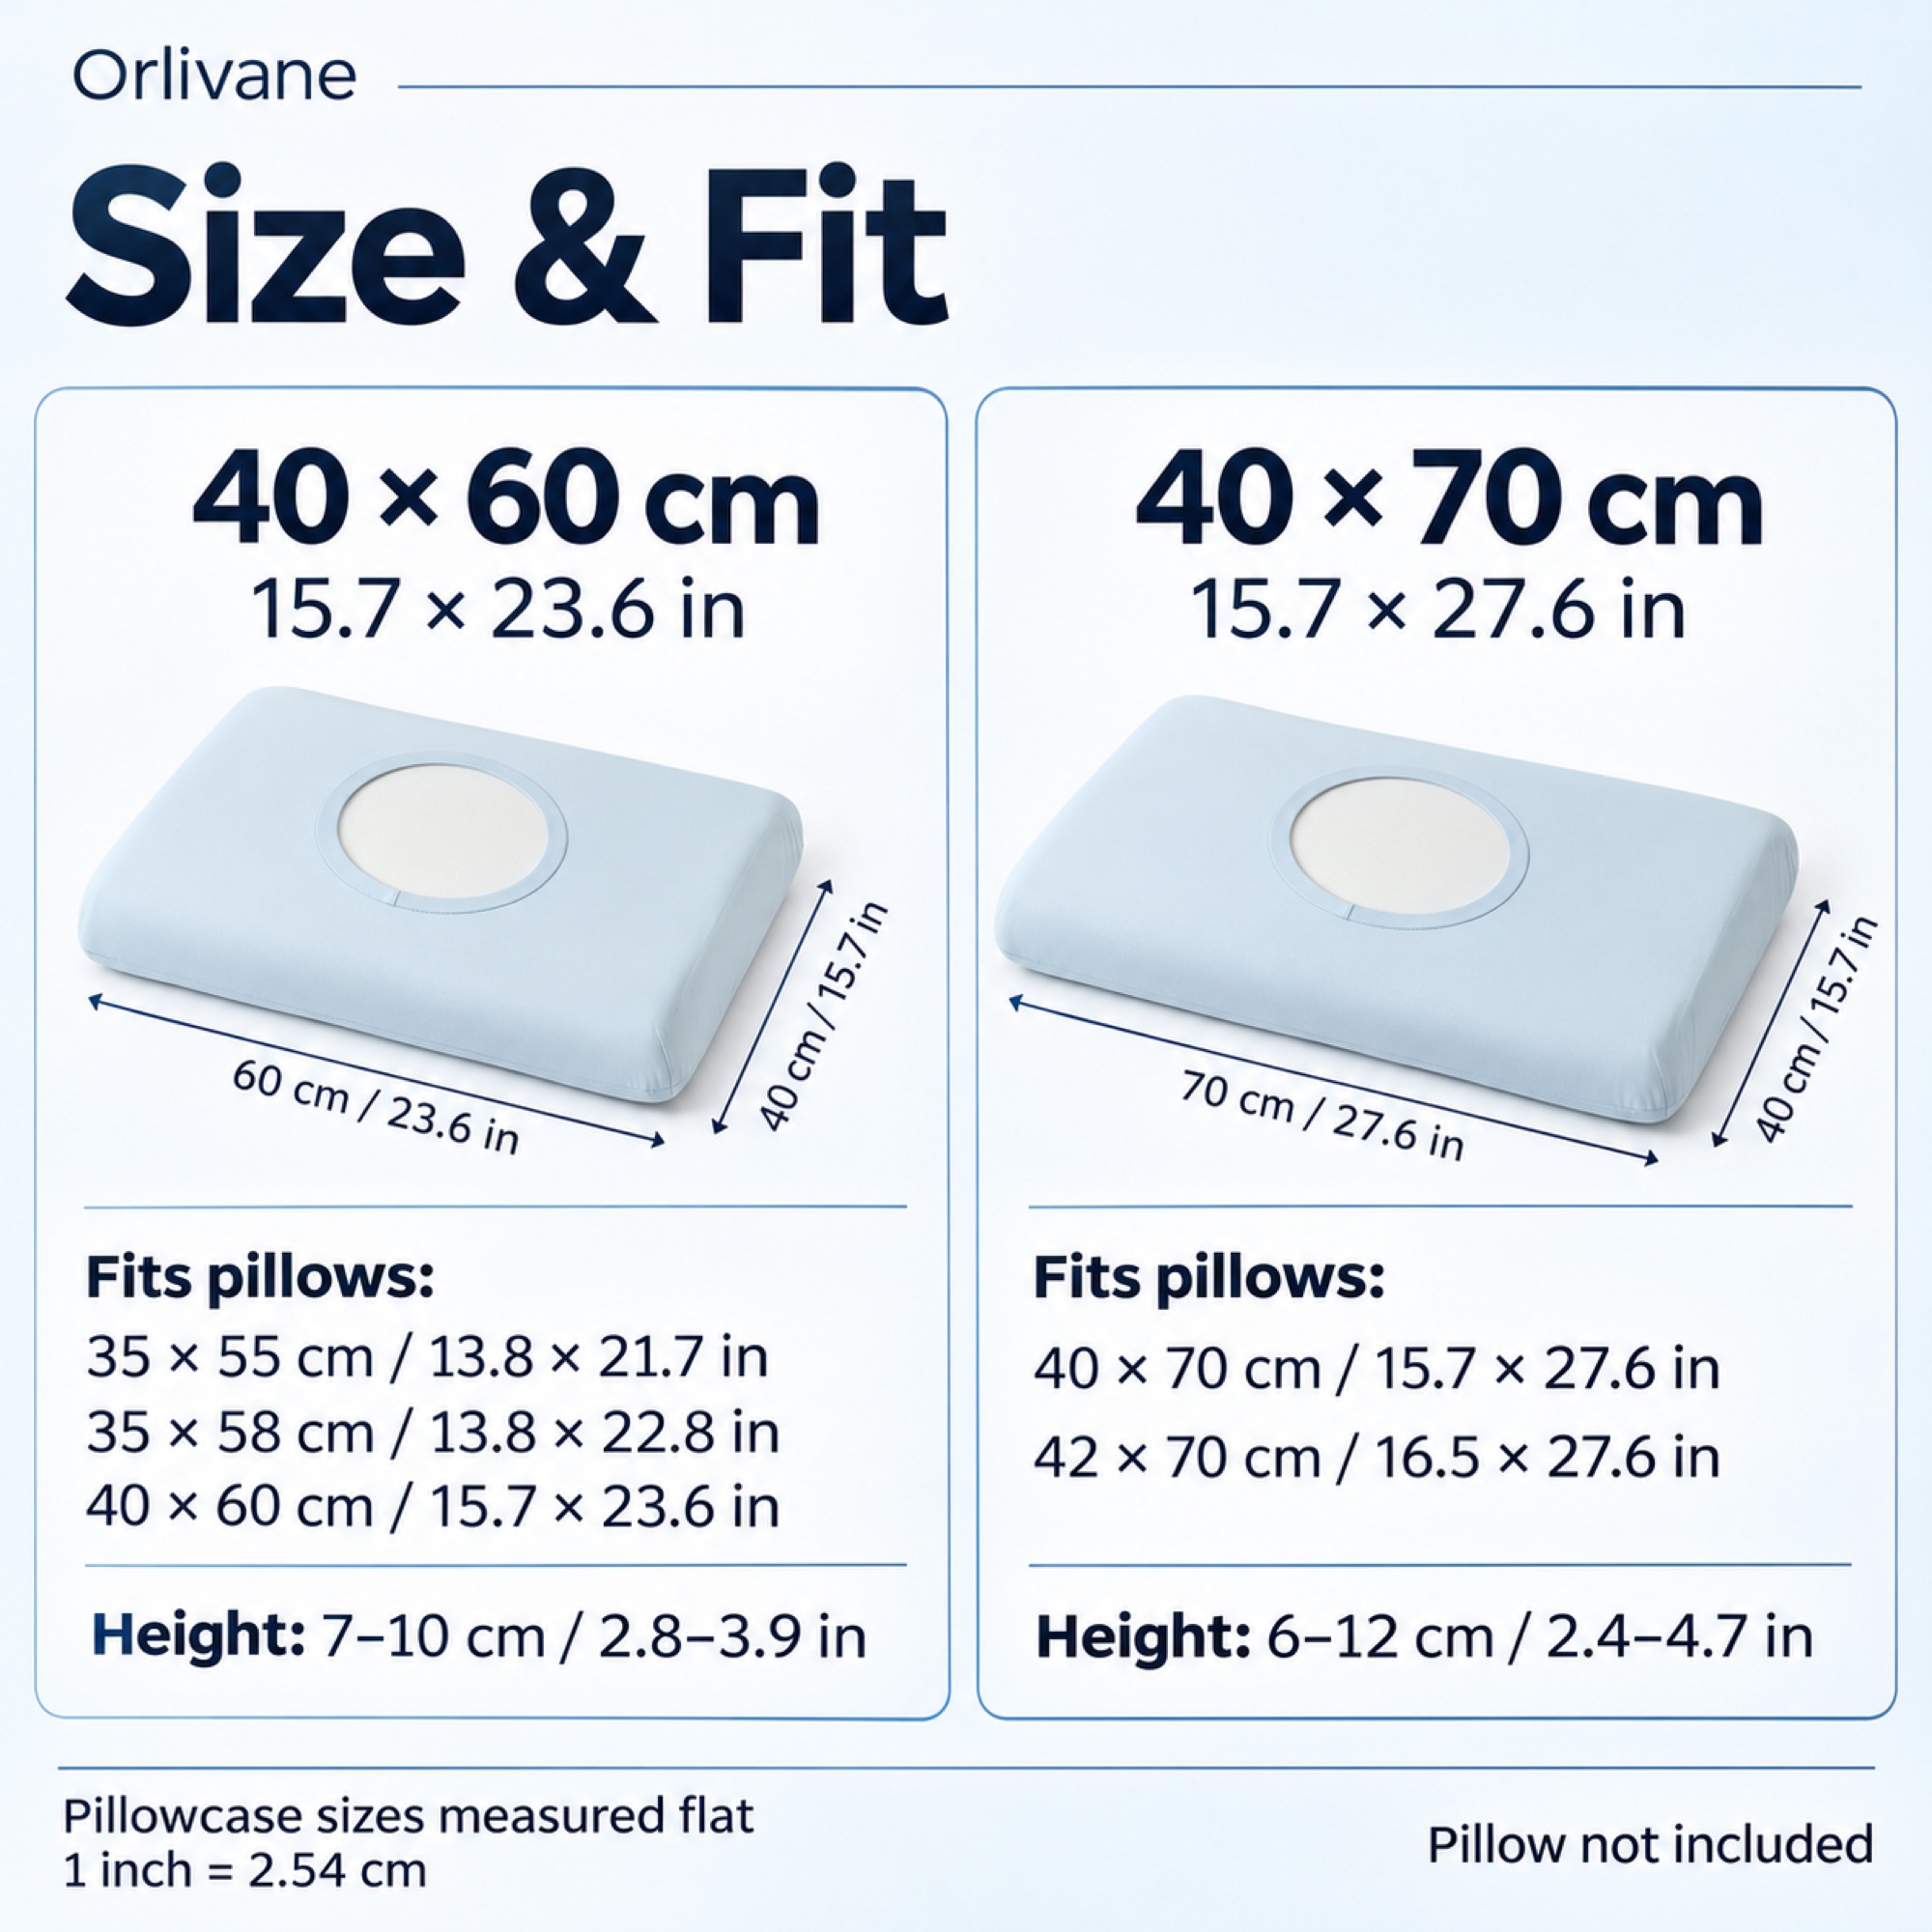 Orlivane
Size & Fit
40 × 60 cm
15.7 × 23.6 in
60 cm / 23.6 in
40 cm / 15.7 in
Fits pillows:
35 × 55 cm / 13.8 × 21.7 in
35 × 58 cm / 13.8 × 22.8 in
40 × 60 cm / 15.7 × 23.6 in
Height: 7–10 cm / 2.8–3.9 in
40 × 70 cm
15.7 × 27.6 in
70 cm / 27.6 in
40 cm / 15.7 in
Fits pillows:
40 × 70 cm / 15.7 × 27.6 in
42 × 70 cm / 16.5 × 27.6 in
Height: 6–12 cm / 2.4–4.7 in
Pillowcase sizes measured flat
1 inch = 2.54 cm
Pillow not included